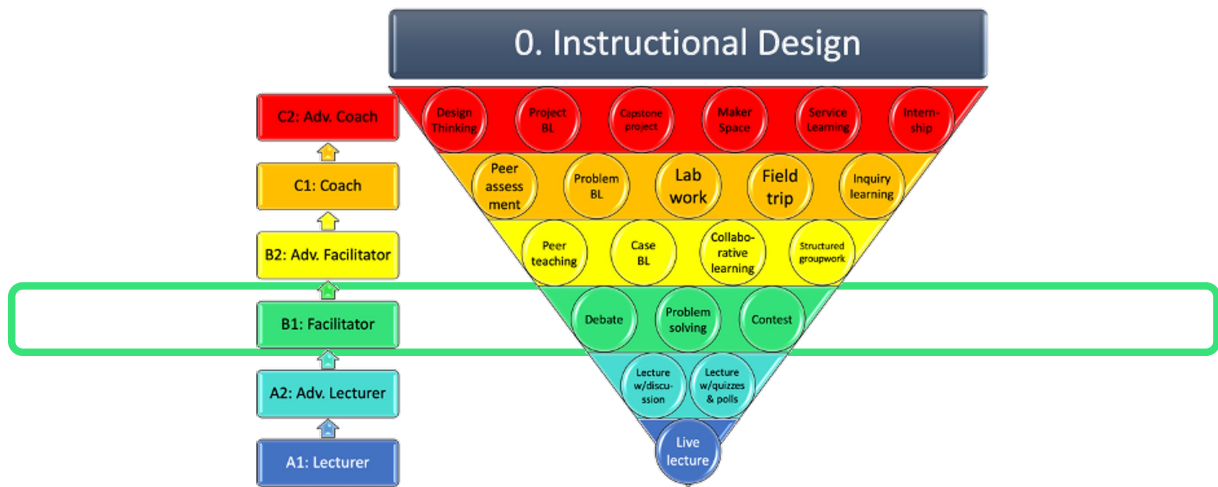 0. Instructional Design
C2: Adv. Coach
Design
Thinking
Project
BL
Capstone
project
Maker
Space
Service
Learning
Intern-
ship
C1: Coach
Peer
assess
ment
Problem
BL
Lab
work
Field
trip
Inquiry
learning
B2: Adv. Facilitator
Peer
teaching
Case
BL
Collabo-
rative
learning
Structured
groupwork
B1: Facilitator
Debate
Problem
solving
Contest
A2: Adv. Lecturer
Lecture
w/discu-
ssion
Lecture
w/quizzes
& polls
A1: Lecturer
Live
lecture